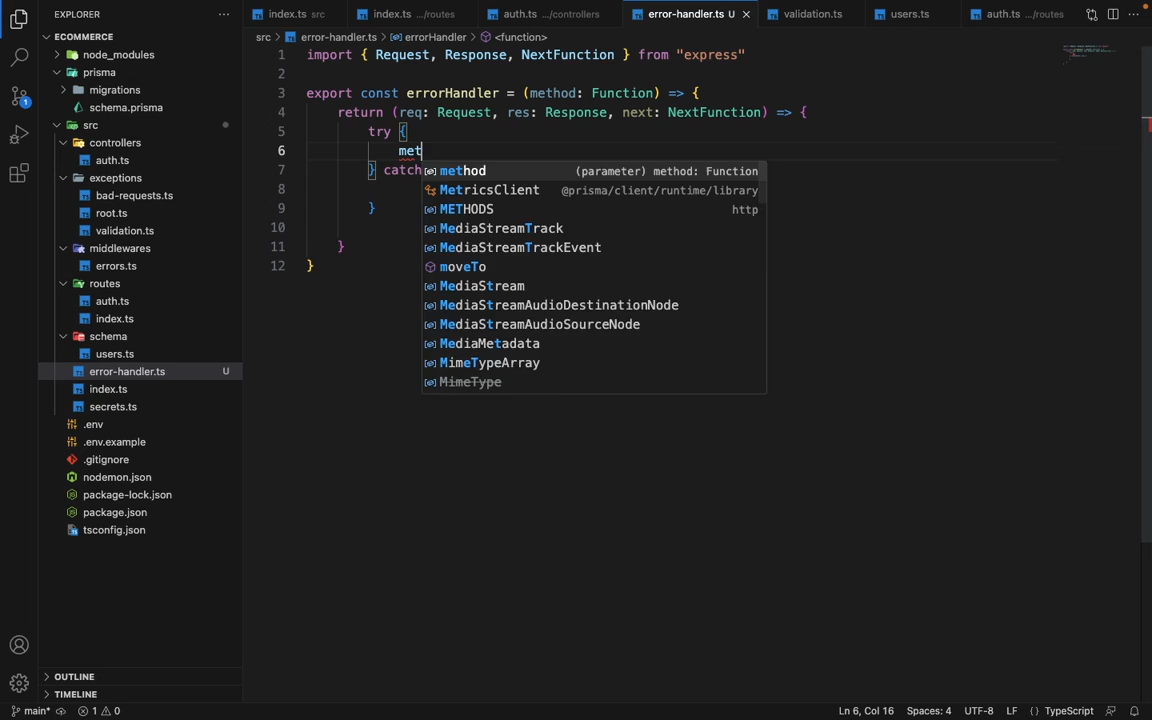 EXPLORER
ECOMMERCE
node_modules
prisma
migrations
schema.prisma
src
controllers
auth.ts
exceptions
bad-requests.ts
root.ts
validation.ts
middlewares
errors.ts
routes
auth.ts
index.ts
schema
users.ts
error-handler.ts U
index.ts
secrets.ts
.env
.env.example
.gitignore
nodemon.json
package-lock.json
package.json
tsconfig.json
OUTLINE
TIMELINE
index.ts src
index.ts .../routes
auth.ts .../controllers
error-handler.ts U
validation.ts
users.ts
auth.ts .../routes
src > error-handler.ts > errorHandler > <function>
1 import { Request, Response, NextFunction } from "express"
2
3 export const errorHandler = (method: Function) => {
4 return (req: Request, res: Response, next: NextFunction) => {
5 try {
6 met
7 } catch
8
9 }
10
11 }
12 }
method (parameter) method: Function
MetricsClient @prisma/client/runtime/library
METHODS http
MediaStreamTrack
MediaStreamTrackEvent
moveTo
MediaStream
MediaStreamAudioDestinationNode
MediaStreamAudioSourceNode
MediaMetadata
MimeTypeArray
MimeType
1
main* 1 0
Ln 6, Col 16 Spaces: 4 UTF-8 LF {} TypeScript